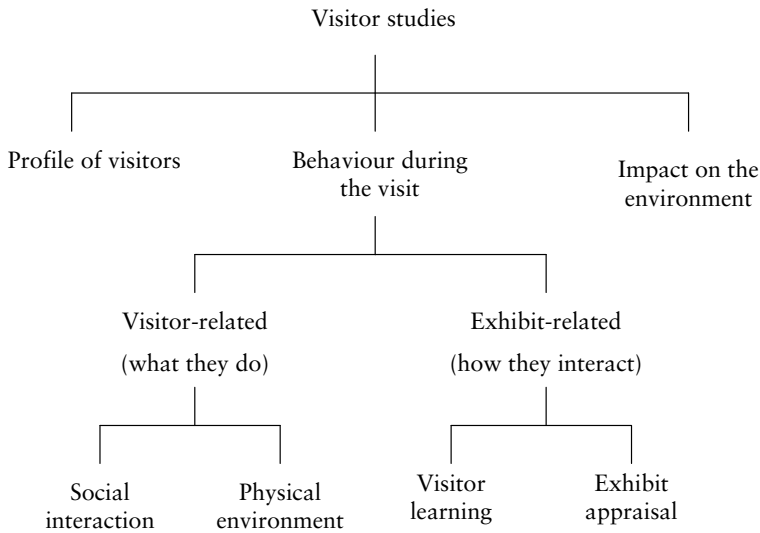 Visitor studies
Profile of visitors
Behaviour during
the visit
Impact on the
environment
Visitor-related
(what they do)
Exhibit-related
(how they interact)
Social
interaction
Physical
environment
Visitor
learning
Exhibit
appraisal